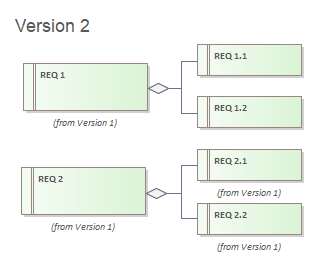 Version 2
REQ 1
(from Version 1)
REQ 1.1
REQ 1.2
REQ 2
(from Version 1)
REQ 2.1
(from Version 1)
REQ 2.2
(from Version 1)